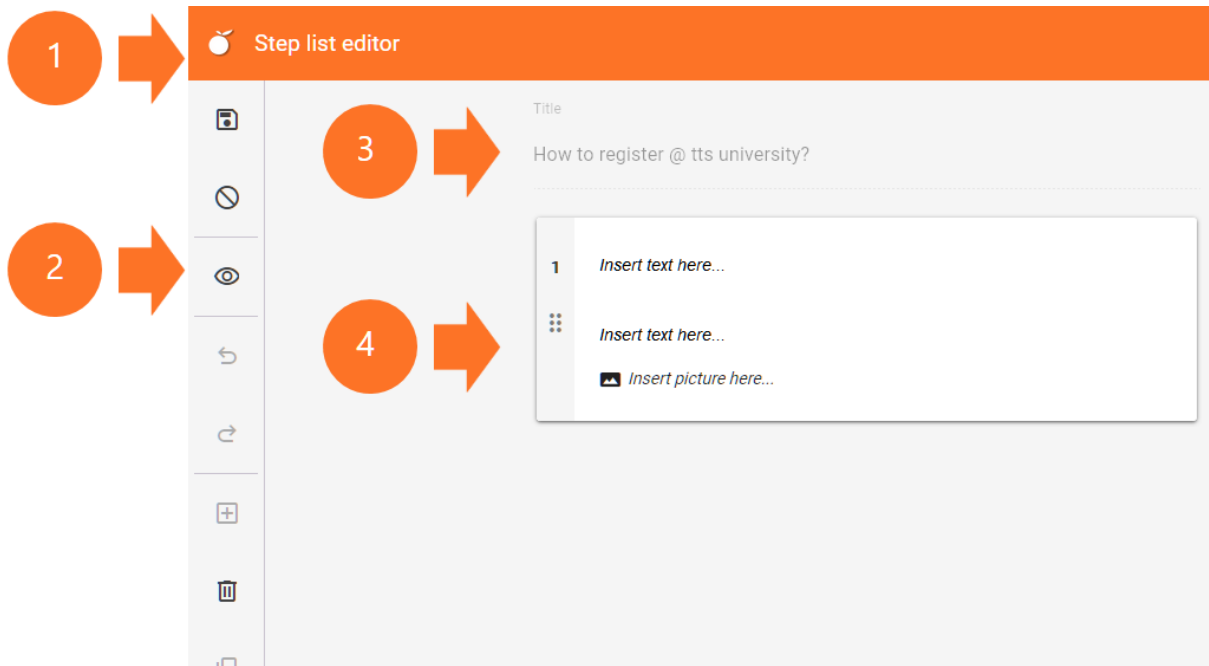 1
Step list editor
Title
3
How to register @ tts university?
2
1
Insert text here...
4
Insert text here...
Insert picture here...